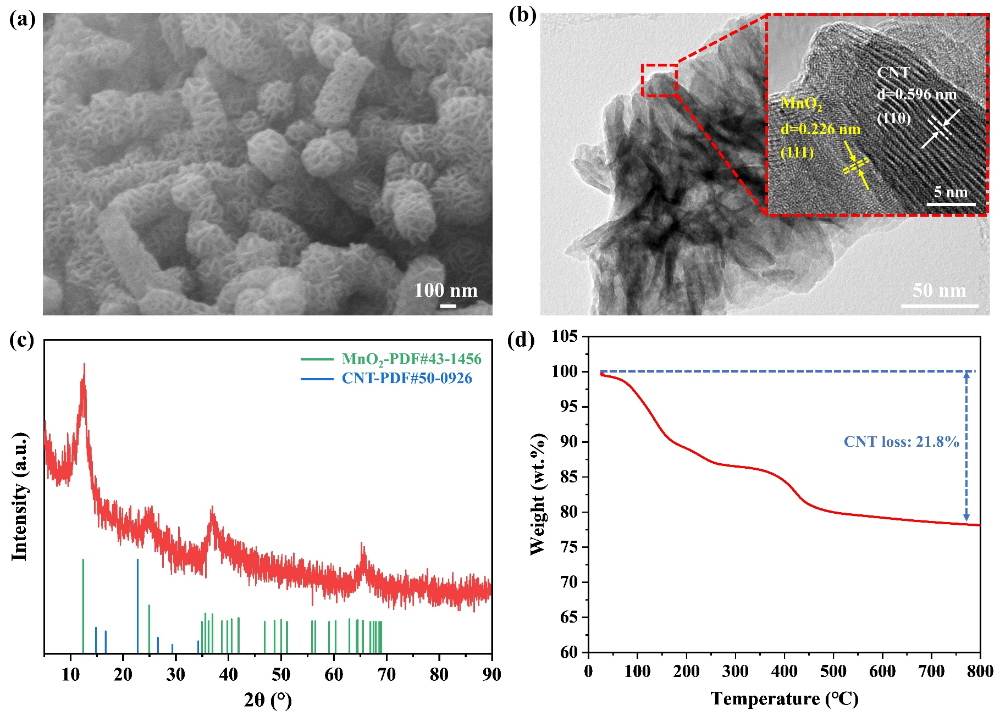 (a)
100 nm
(b)
CNT
d=0.596 nm
(110)
MnO₂
d=0.226 nm
(111)
5 nm
50 nm
(c)
MnO₂-PDF#43-1456
CNT-PDF#50-0926
Intensity (a.u.)
10 20 30 40 50 60 70 80 90
2θ (°)
(d)
105
100
95
90
85
80
75
70
65
60
CNT loss: 21.8%
Weight (wt.%)
0 100 200 300 400 500 600 700 800
Temperature (℃)